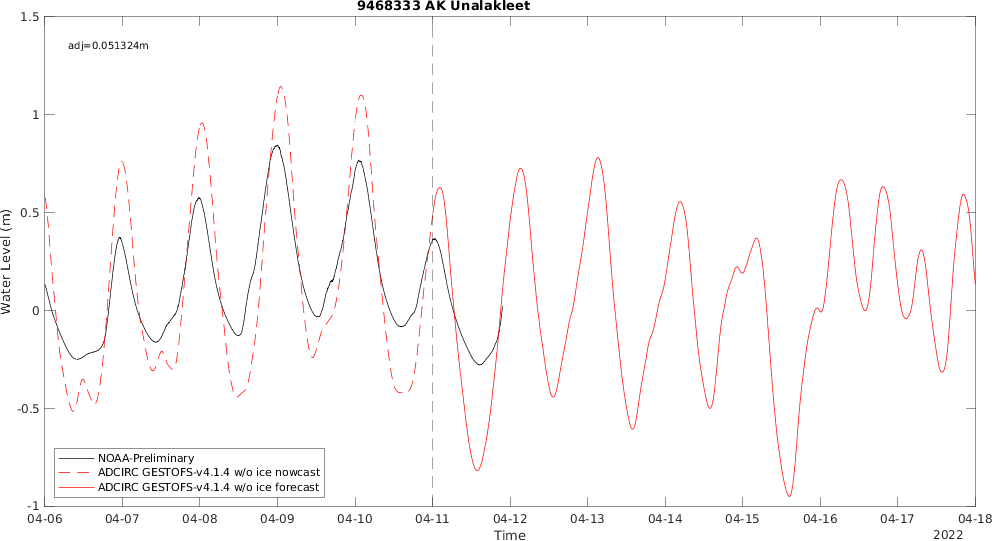 9468333 AK Unalakleet
1.5
adj=0.051324m
1
0.5
Water Level (m)
0
-0.5
NOAA-Preliminary
ADCIRC GESTOFS-v4.1.4 w/o ice nowcast
ADCIRC GESTOFS-v4.1.4 w/o ice forecast
-1
04-06 04-07 04-08 04-09 04-10 04-11 04-12 04-13 04-14 04-15 04-16 04-17 04-18
Time
2022